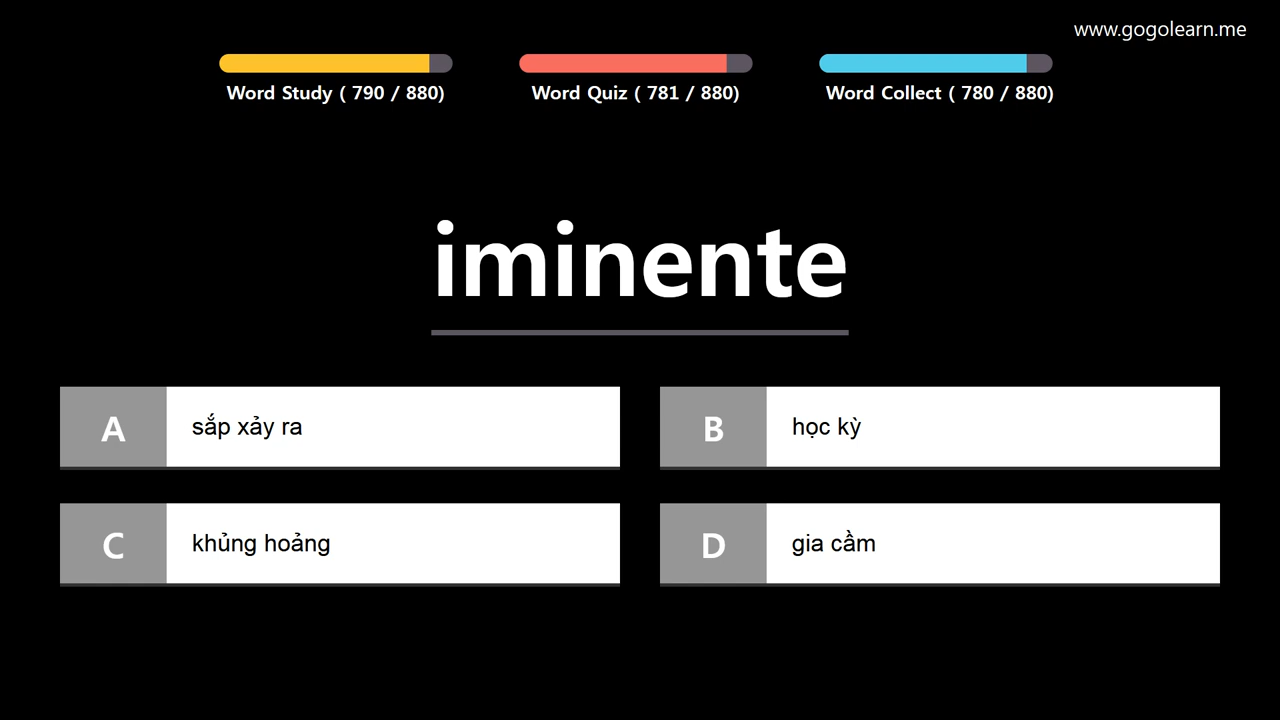 www.gogolearn.me
Word Study ( 790 / 880)
Word Quiz ( 781 / 880)
Word Collect ( 780 / 880)
iminente
A sắp xảy ra
B học kỳ
C khủng hoảng
D gia cầm